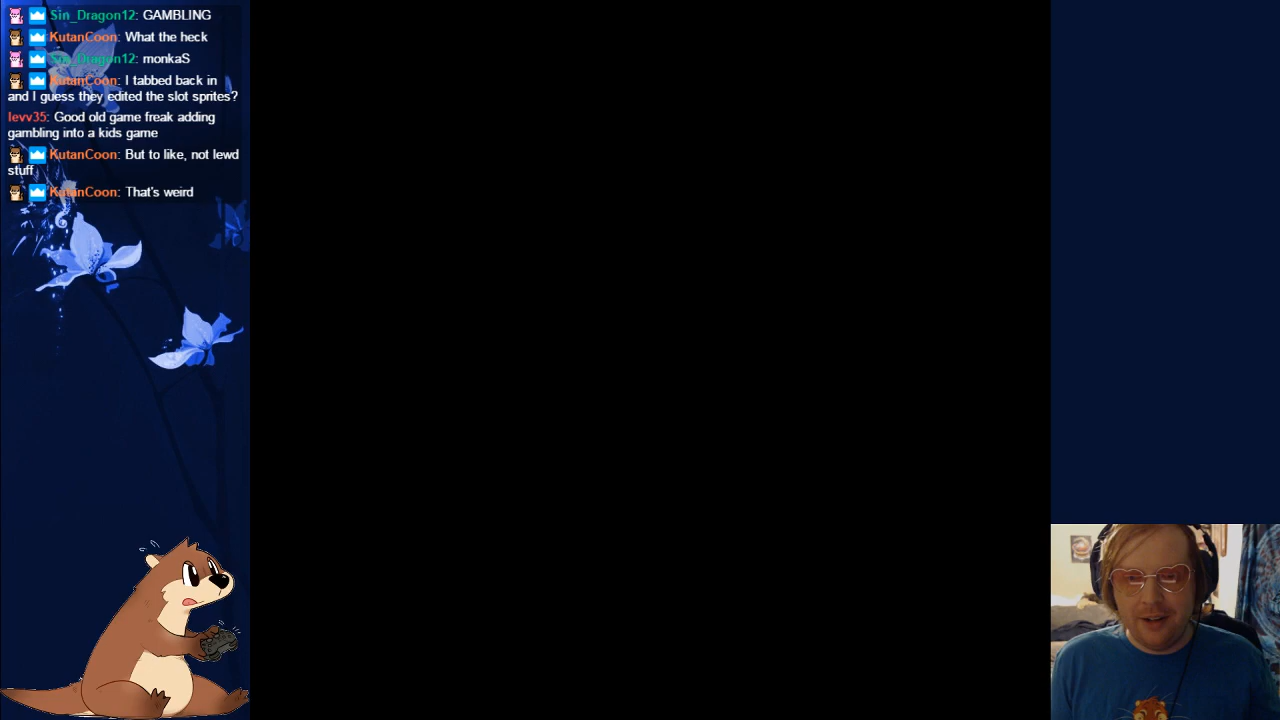 Sin_Dragon12: GAMBLING
KutanCoon: What the heck
Sin_Dragon12: monkaS
KutanCoon: I tabbed back in
and I guess they edited the slot sprites?
levv35: Good old game freak adding
gambling into a kids game
KutanCoon: But to like, not lewd
stuff
KutanCoon: That's weird